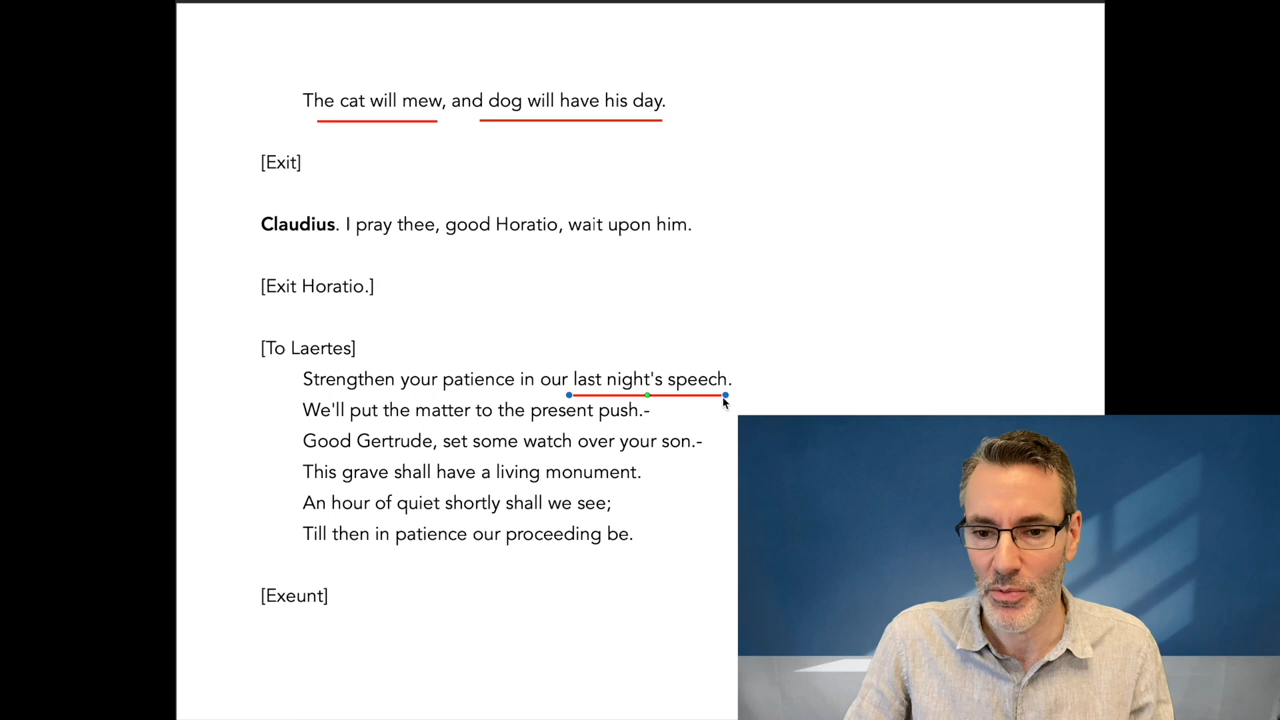 The cat will mew, and dog will have his day.
[Exit]
Claudius. I pray thee, good Horatio, wait upon him.
[Exit Horatio.]
[To Laertes]
Strengthen your patience in our last night's speech.
We'll put the matter to the present push.-
Good Gertrude, set some watch over your son.-
This grave shall have a living monument.
An hour of quiet shortly shall we see;
Till then in patience our proceeding be.
[Exeunt]